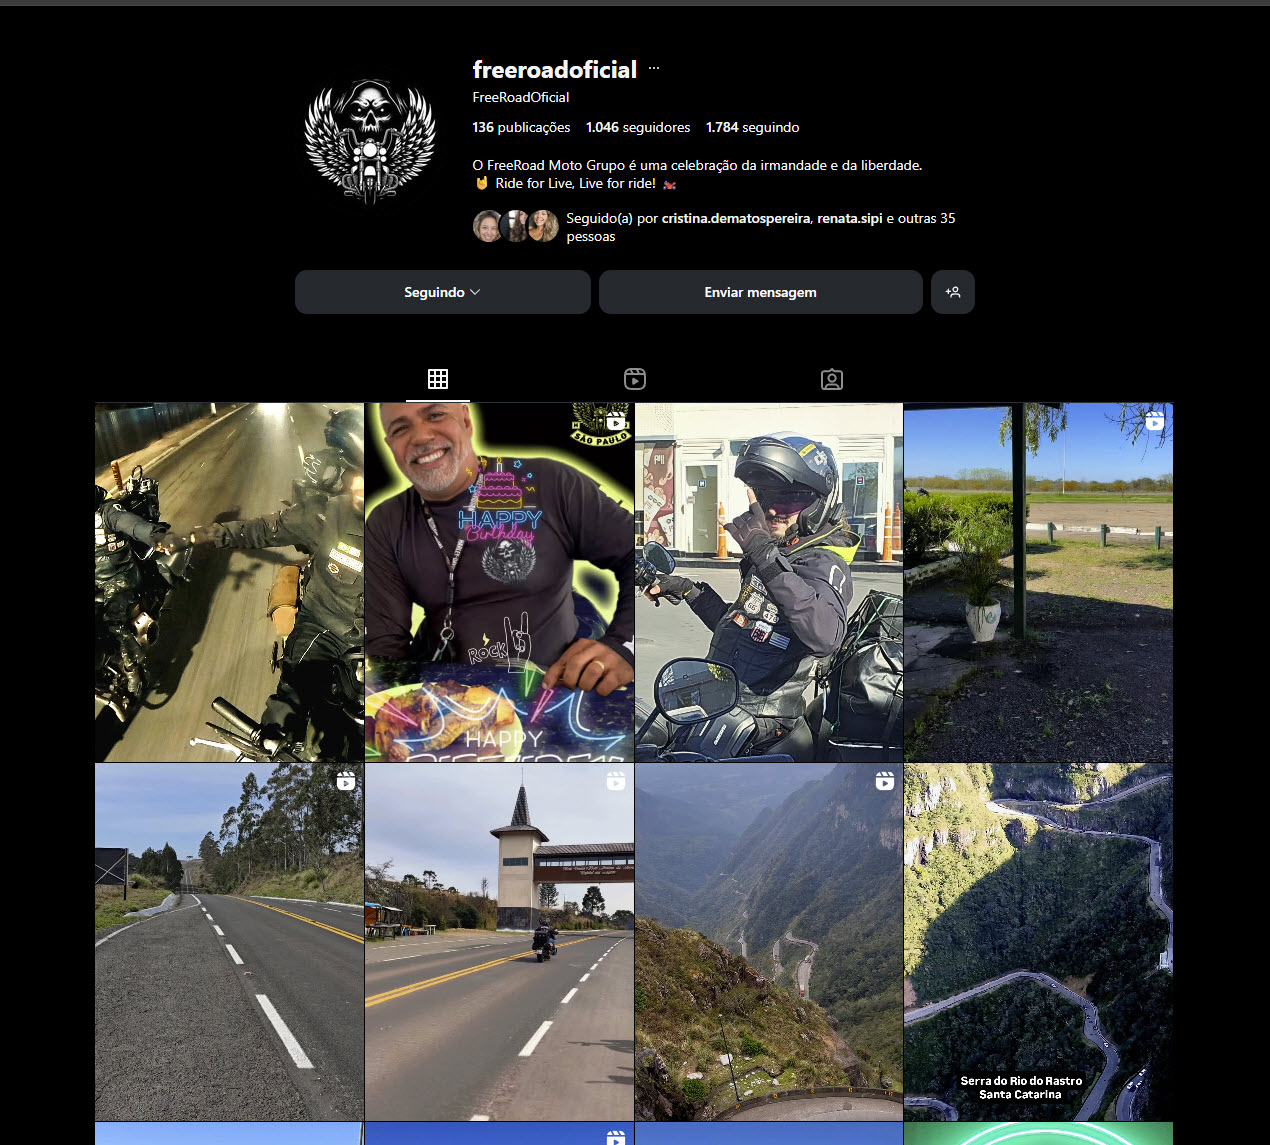 freeroadoficial ...
FreeRoadOficial
136 publicações 1.046 seguidores 1.784 seguindo
O FreeRoad Moto Grupo é uma celebração da irmandade e da liberdade.
🤘 Ride for Live, Live for ride! 🏍️
Seguido(a) por cristina.dematospereira, renata.sipi e outras 35
pessoas
Seguindo
Enviar mensagem
SÃO PAULO
HAPPY
Birthday
ROCK
HAPPY
Serra do Rio do Rastro
Santa Catarina